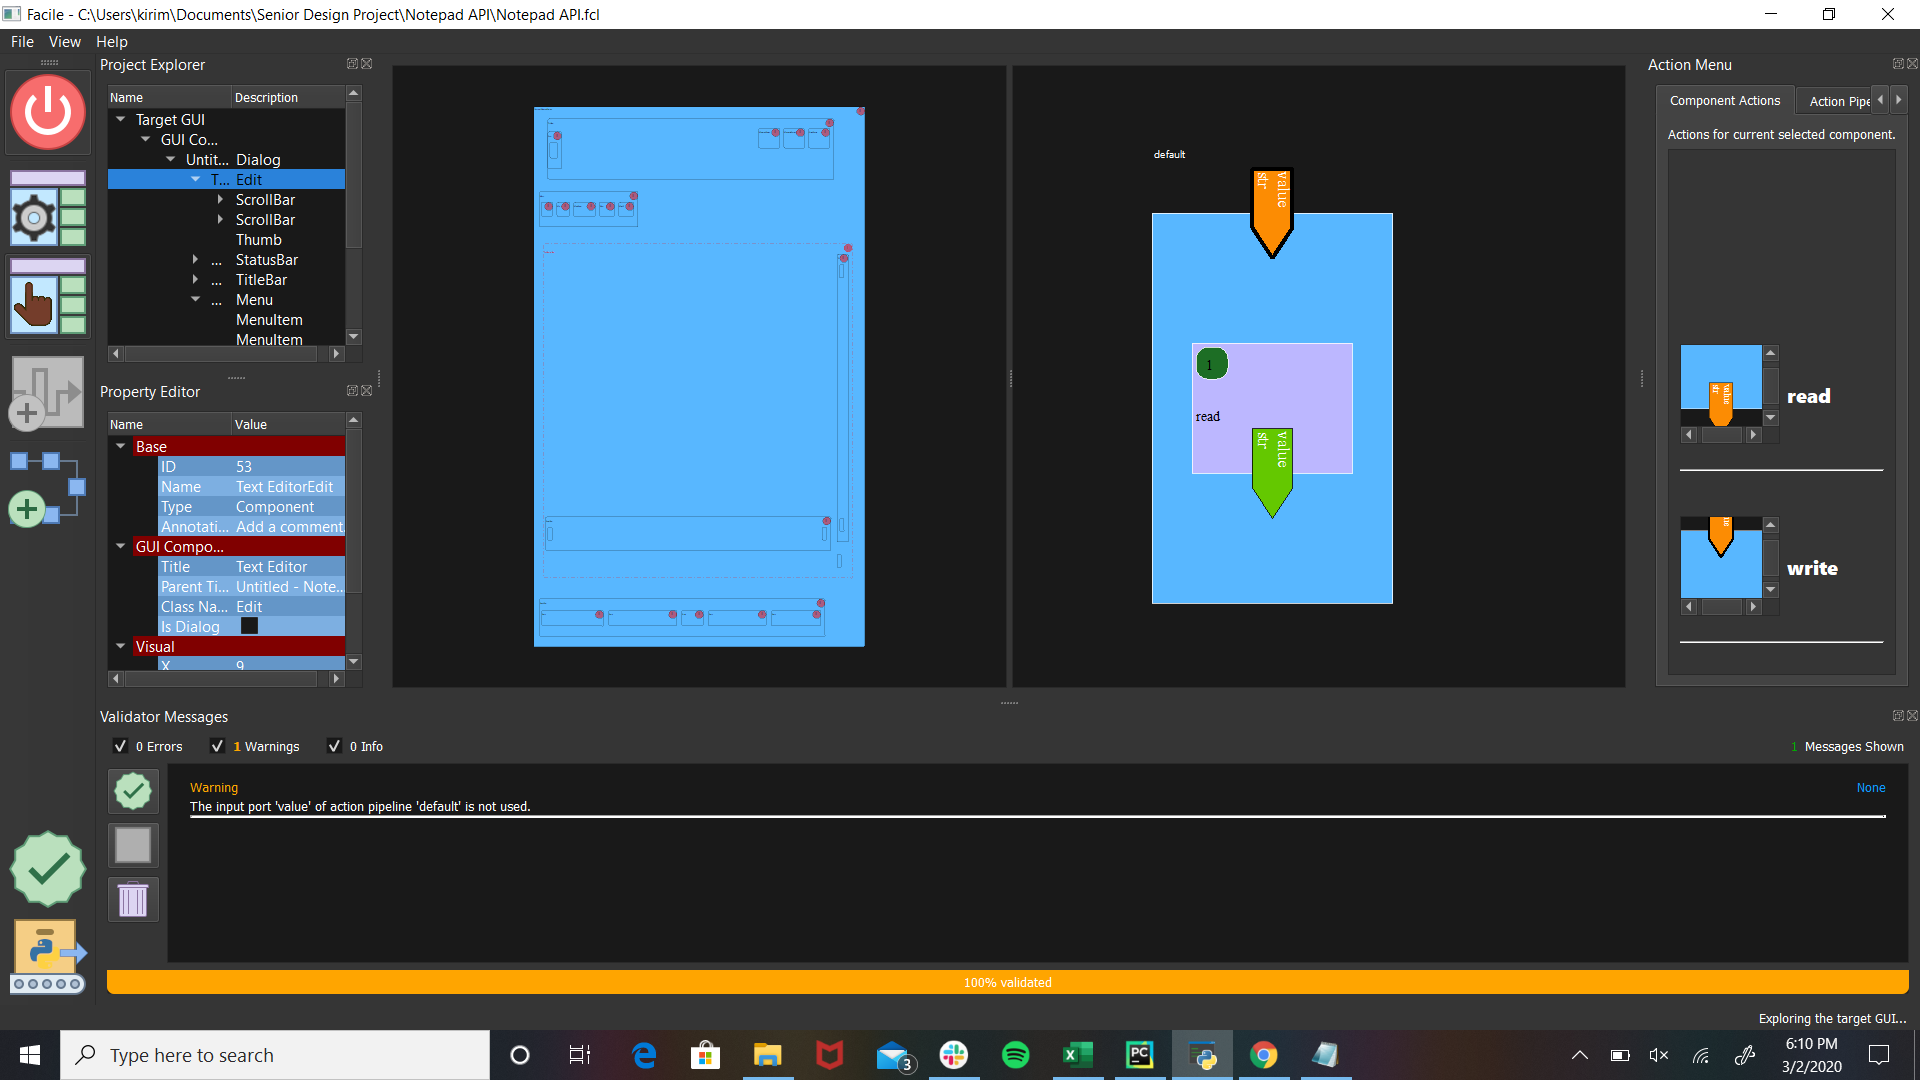 Facile - C:\Users\kirim\Documents\Senior Design Project\Notepad API\Notepad API.fcl
File View Help
Project Explorer
Name Description
Target GUI
GUI Co...
Untit... Dialog
T... Edit
ScrollBar
ScrollBar
Thumb
... StatusBar
... TitleBar
... Menu
MenuItem
MenuItem
Property Editor
Name Value
Base
ID 53
Name Text EditorEdit
Type Component
Annotati... Add a comment.
GUI Compo...
Title Text Editor
Parent Ti... Untitled - Note...
Class Na... Edit
Is Dialog
Visual
X 9
default
value
str
1
read
value
str
Action Menu
Component Actions Action Pipe
Actions for current selected component.
value
str
read
write
Validator Messages
0 Errors 1 Warnings 0 Info
1 Messages Shown
Warning None
The input port 'value' of action pipeline 'default' is not used.
100% validated
Exploring the target GUI...
Type here to search
3
6:10 PM
3/2/2020